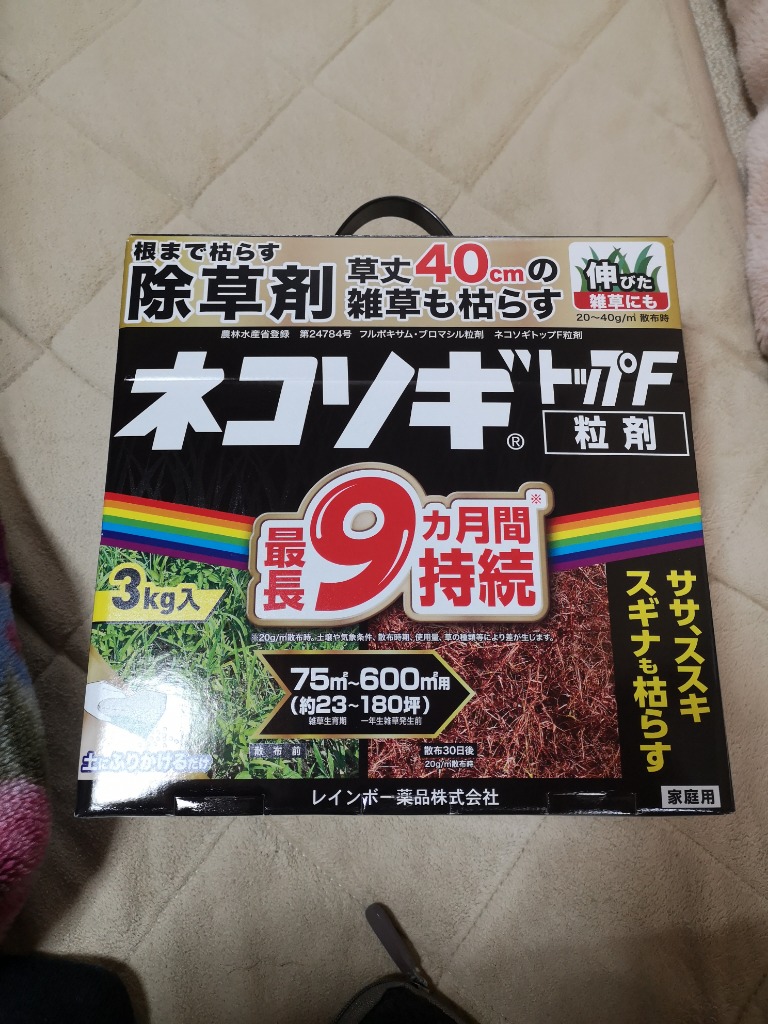 根まで枯らす
除草剤
草丈40cmの
雑草も枯らす
伸びた
雑草にも
20〜40g/㎡ 散布時
農林水産省登録 第24784号 フルポキサム・ブロマシル粒剤 ネコソギトップF粒剤
ネコソギ®トップF
粒剤
最長9カ月間持続※
3kg入
※20g/㎡散布時。土壌や気象条件、散布時期、使用量、草の種類等により差が生じます。
75㎡〜600㎡用
(約23〜180坪)
雑草生育期 一年生雑草発生前
ササ、ススキ
スギナも枯らす
土にふりかけるだけ
散布前
散布30日後
20g/㎡散布時
レインボー薬品株式会社
家庭用